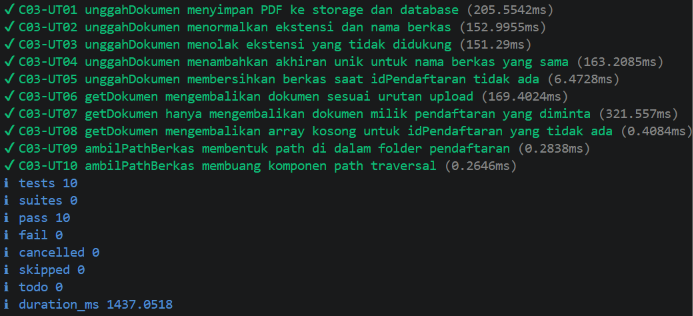 ✓ C03-UT01 unggahDokumen menyimpan PDF ke storage dan database (205.5542ms)
✓ C03-UT02 unggahDokumen menormalkan ekstensi dan nama berkas (152.9955ms)
✓ C03-UT03 unggahDokumen menolak ekstensi yang tidak didukung (151.29ms)
✓ C03-UT04 unggahDokumen menambahkan akhiran unik untuk nama berkas yang sama (163.2085ms)
✓ C03-UT05 unggahDokumen membersihkan berkas saat idPendaftaran tidak ada (6.4728ms)
✓ C03-UT06 getDokumen mengembalikan dokumen sesuai urutan upload (169.4024ms)
✓ C03-UT07 getDokumen hanya mengembalikan dokumen milik pendaftaran yang diminta (321.557ms)
✓ C03-UT08 getDokumen mengembalikan array kosong untuk idPendaftaran yang tidak ada (0.4084ms)
✓ C03-UT09 ambilPathBerkas membentuk path di dalam folder pendaftaran (0.2838ms)
✓ C03-UT10 ambilPathBerkas membuang komponen path traversal (0.2646ms)
ℹ tests 10
ℹ suites 0
ℹ pass 10
ℹ fail 0
ℹ cancelled 0
ℹ skipped 0
ℹ todo 0
ℹ duration_ms 1437.0518